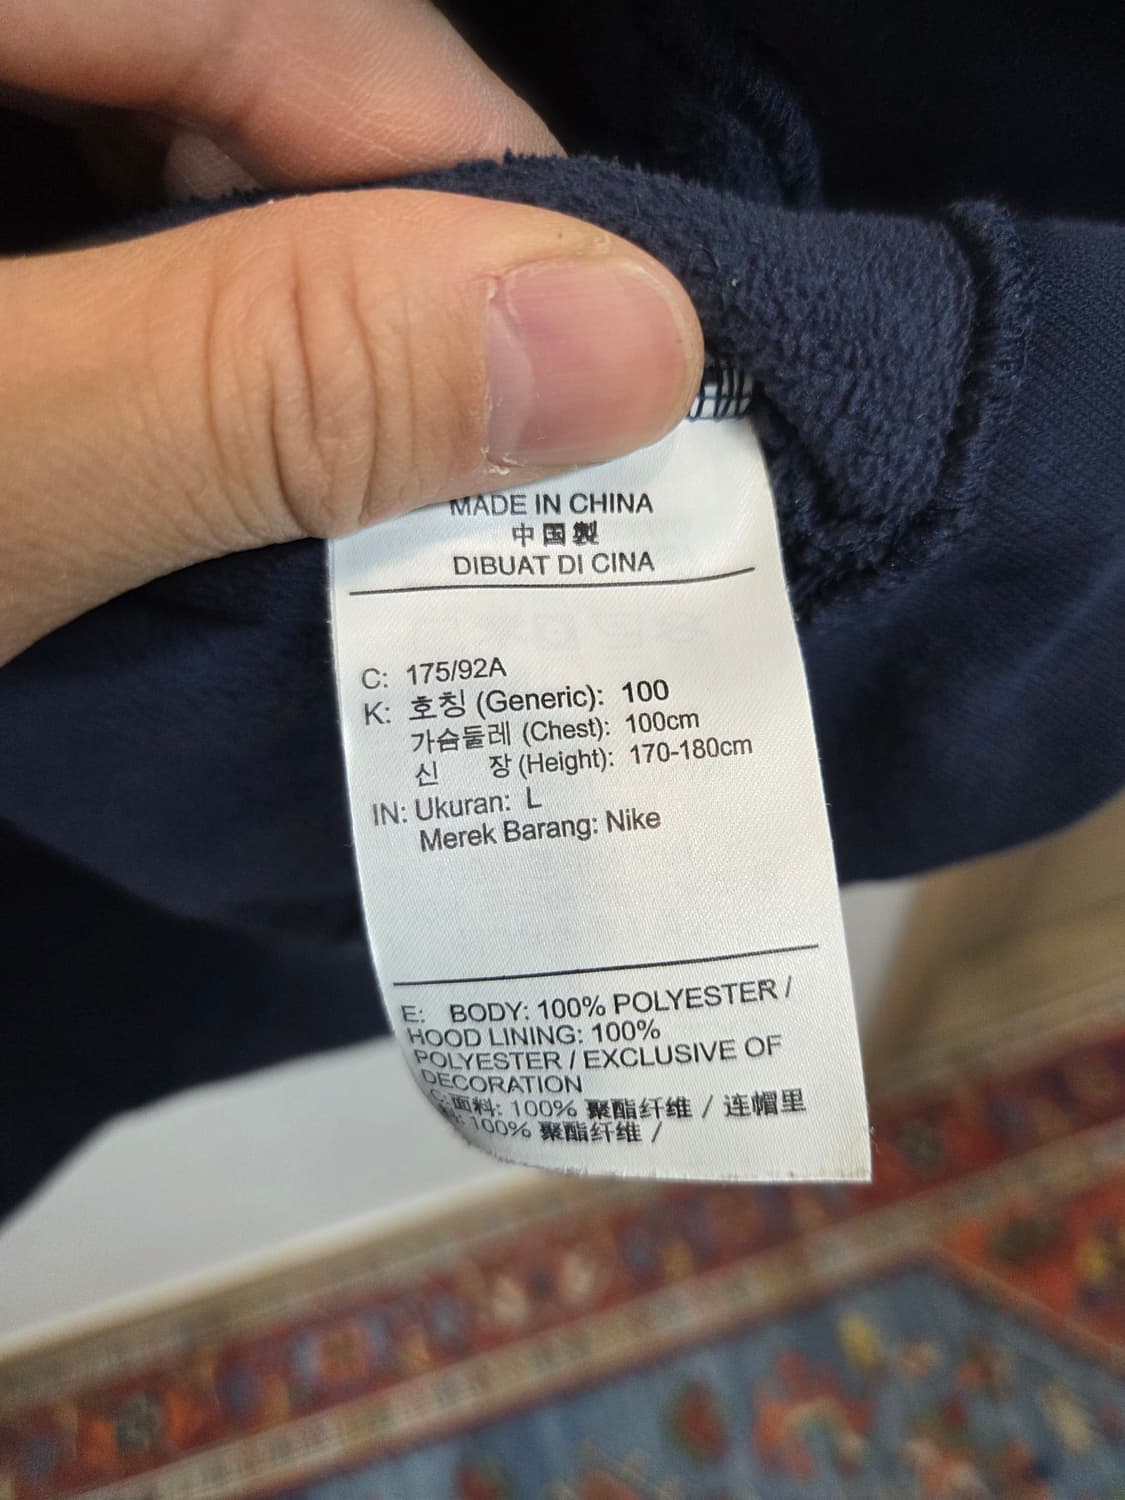 MADE IN CHINA
中国製
DIBUAT DI CINA
C: 175/92A
K: 호칭 (Generic): 100
가슴둘레 (Chest): 100cm
신 장 (Height): 170-180cm
IN: Ukuran: L
Merek Barang: Nike
E: BODY: 100% POLYESTER /
HOOD LINING: 100%
POLYESTER / EXCLUSIVE OF
DECORATION
C: 面料: 100% 聚酯纤维 / 连帽里
料: 100% 聚酯纤维 /